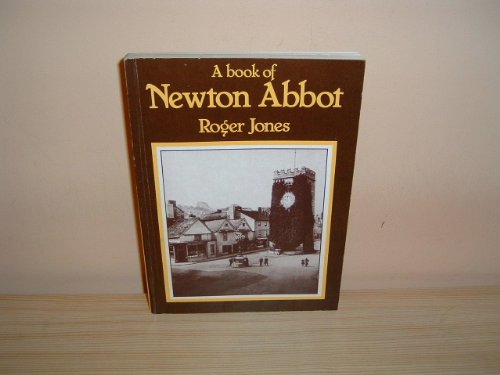 A book of
Newton Abbot
Roger Jones